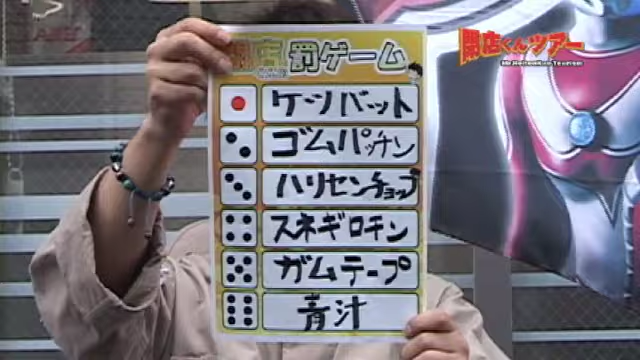 開店くんツアー
罰ゲーム
ケツバット
ゴムパッチン
ハリセンチョップ
スネギロチン
ガムテープ
青汁